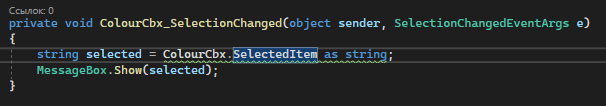 Ссылок: 0
private void ColourCbx_SelectionChanged(object sender, SelectionChangedEventArgs e)
{
    string selected = ColourCbx.SelectedItem as string;
    MessageBox.Show(selected);
}